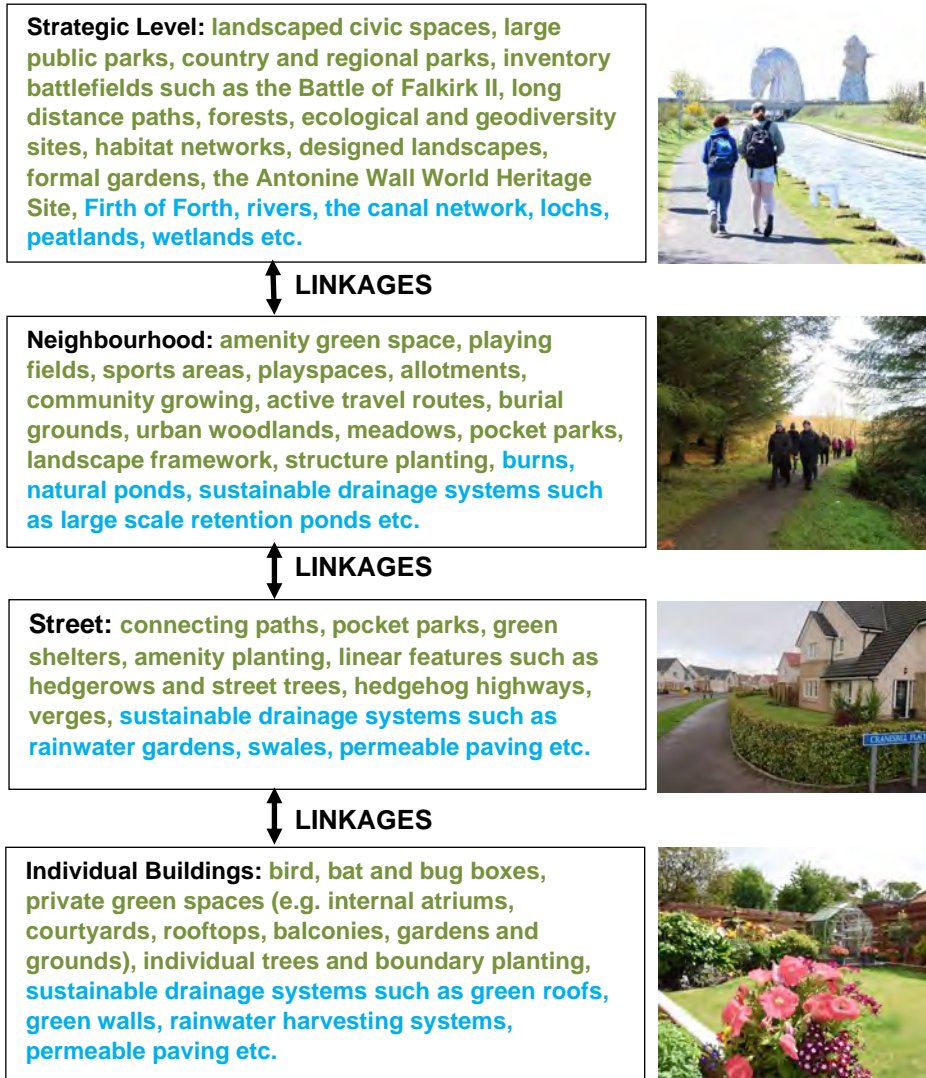 Strategic Level: landscaped civic spaces, large
public parks, country and regional parks, inventory
battlefields such as the Battle of Falkirk II, long
distance paths, forests, ecological and geodiversity
sites, habitat networks, designed landscapes,
formal gardens, the Antonine Wall World Heritage
Site, Firth of Forth, rivers, the canal network, lochs,
peatlands, wetlands etc.
LINKAGES
Neighbourhood: amenity green space, playing
fields, sports areas, playspaces, allotments,
community growing, active travel routes, burial
grounds, urban woodlands, meadows, pocket parks,
landscape framework, structure planting, burns,
natural ponds, sustainable drainage systems such
as large scale retention ponds etc.
LINKAGES
Street: connecting paths, pocket parks, green
shelters, amenity planting, linear features such as
hedgerows and street trees, hedgehog highways,
verges, sustainable drainage systems such as
rainwater gardens, swales, permeable paving etc.
CRANESBILL PLACE
LINKAGES
Individual Buildings: bird, bat and bug boxes,
private green spaces (e.g. internal atriums,
courtyards, rooftops, balconies, gardens and
grounds), individual trees and boundary planting,
sustainable drainage systems such as green roofs,
green walls, rainwater harvesting systems,
permeable paving etc.